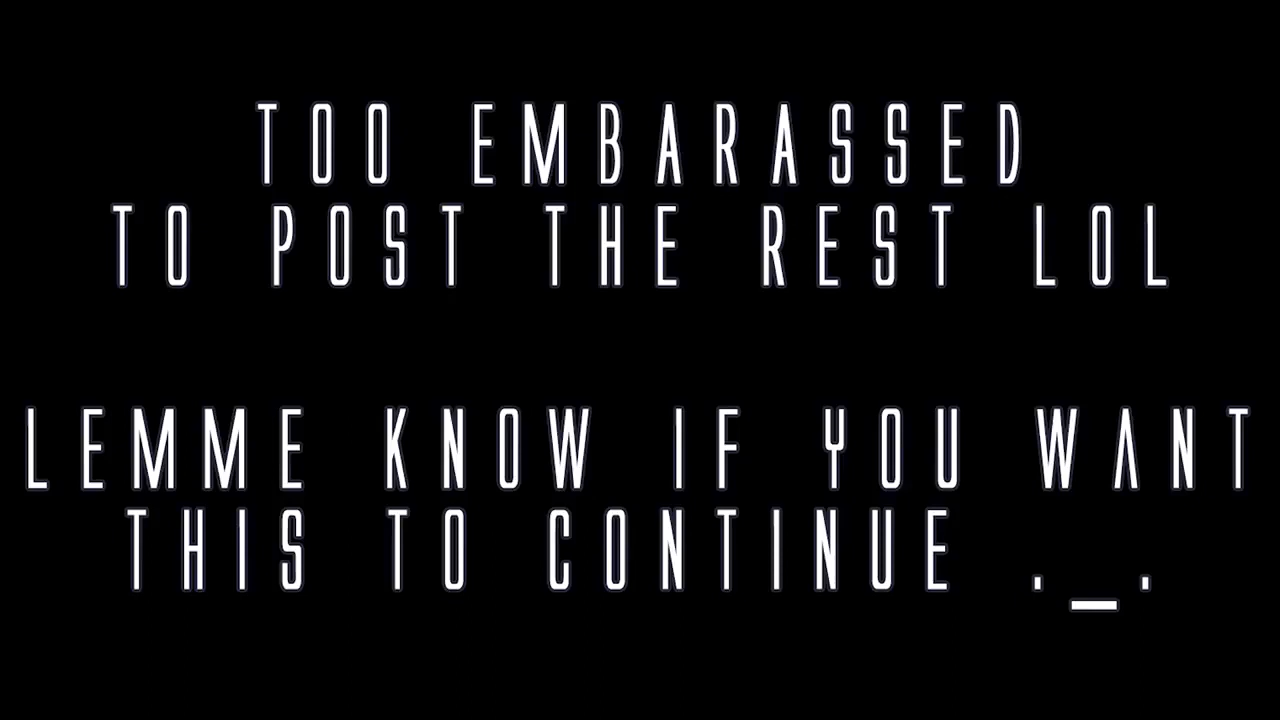 TOO EMBARASSED
TO POST THE REST LOL
LEMME KNOW IF YOU WANT
THIS TO CONTINUE ._.